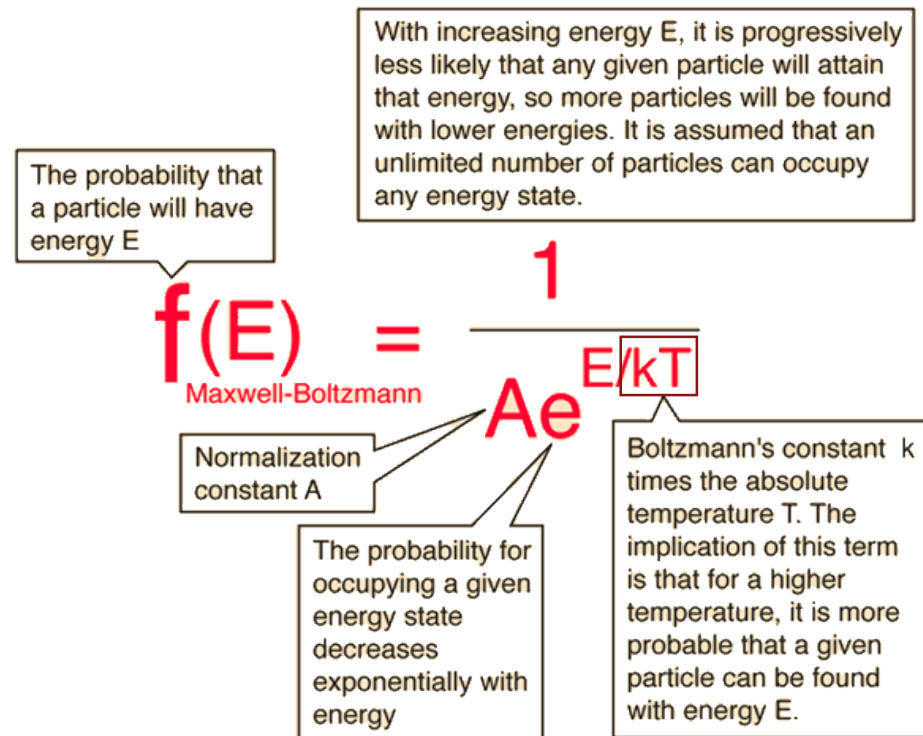 With increasing energy E, it is progressively
less likely that any given particle will attain
that energy, so more particles will be found
with lower energies. It is assumed that an
unlimited number of particles can occupy
any energy state.
The probability that
a particle will have
energy E
f(E) = 1
Maxwell-Boltzmann
Ae^E/kT
Normalization
constant A
The probability for
occupying a given
energy state
decreases
exponentially with
energy
Boltzmann's constant k
times the absolute
temperature T. The
implication of this term
is that for a higher
temperature, it is more
probable that a given
particle can be found
with energy E.